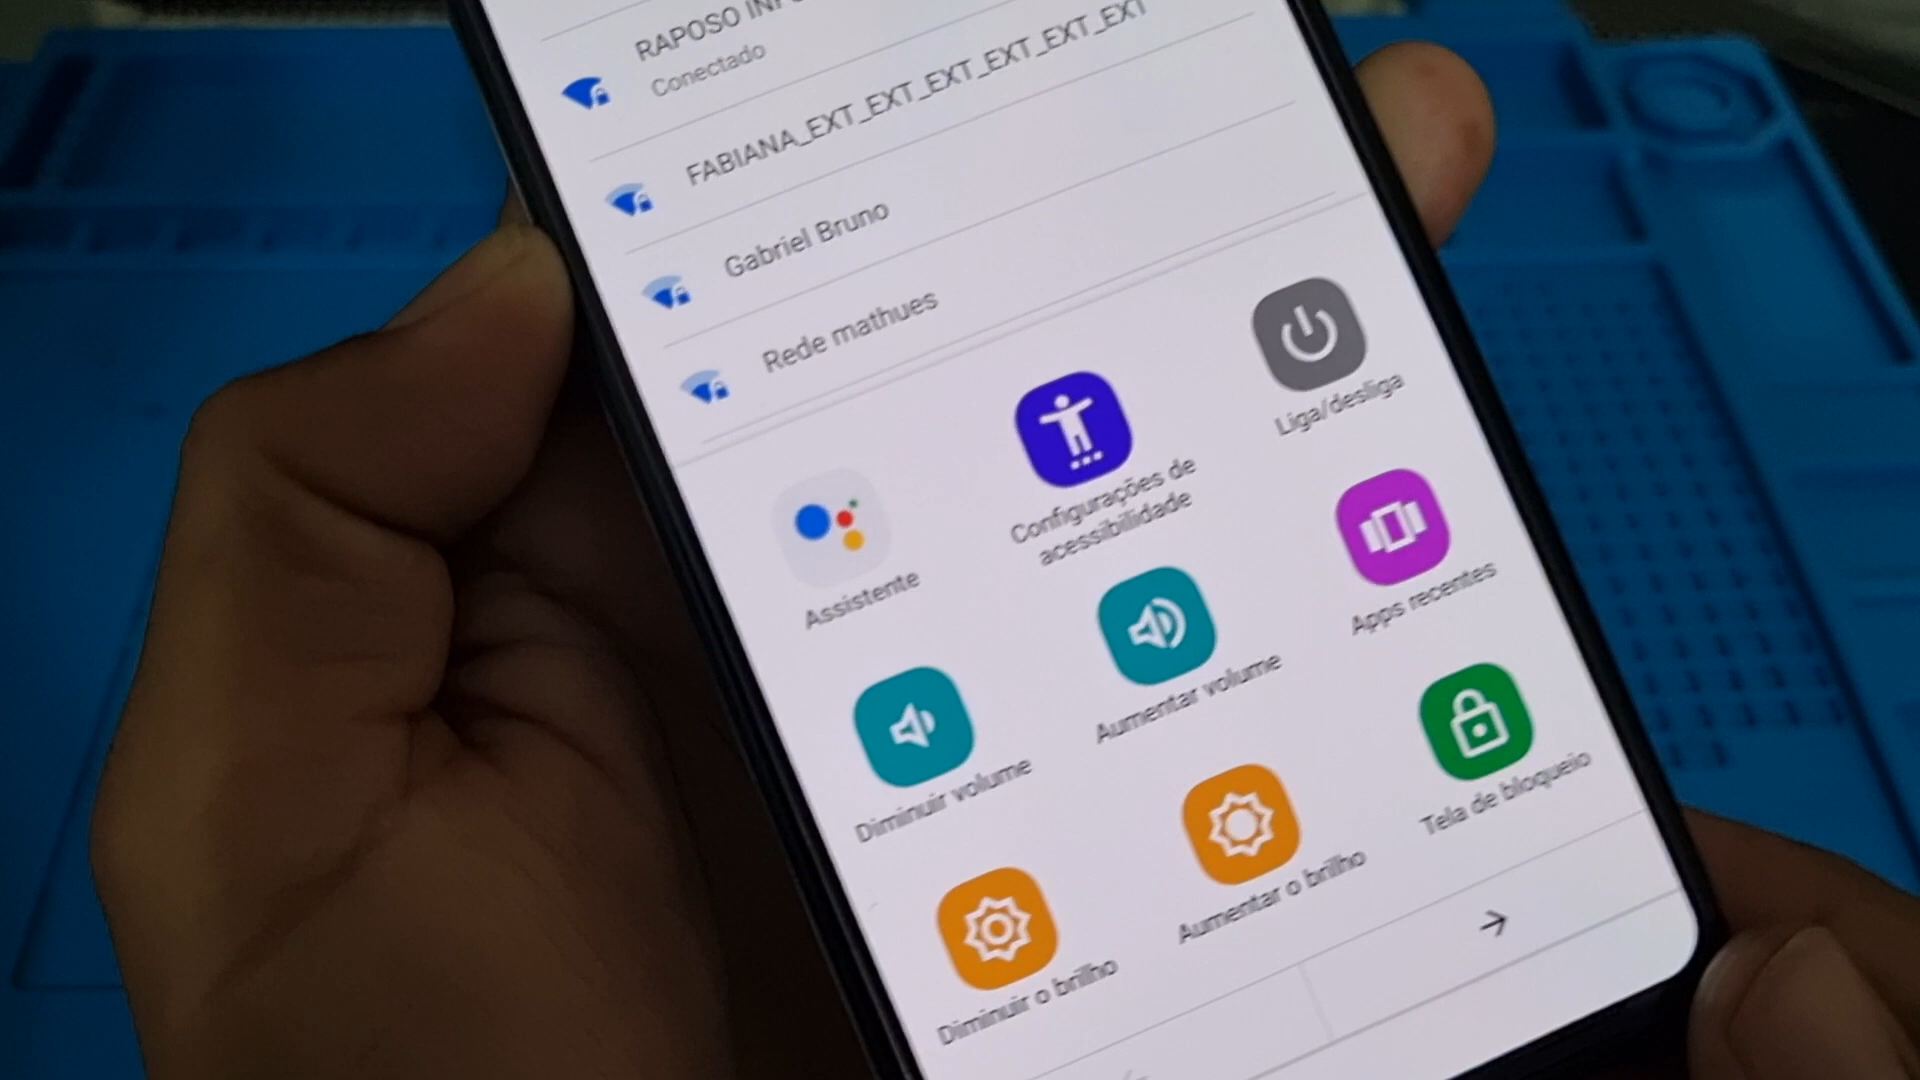 RAPOSO
Conectado
FABIANA_EXT_EXT_EXT_EXT_EXT_EXT
Gabriel Bruno
Rede mathues
Assistente
Configurações de
acessibilidade
Liga/desliga
Diminuir volume
Aumentar volume
Apps recentes
Diminuir o brilho
Aumentar o brilho
Tela de bloqueio